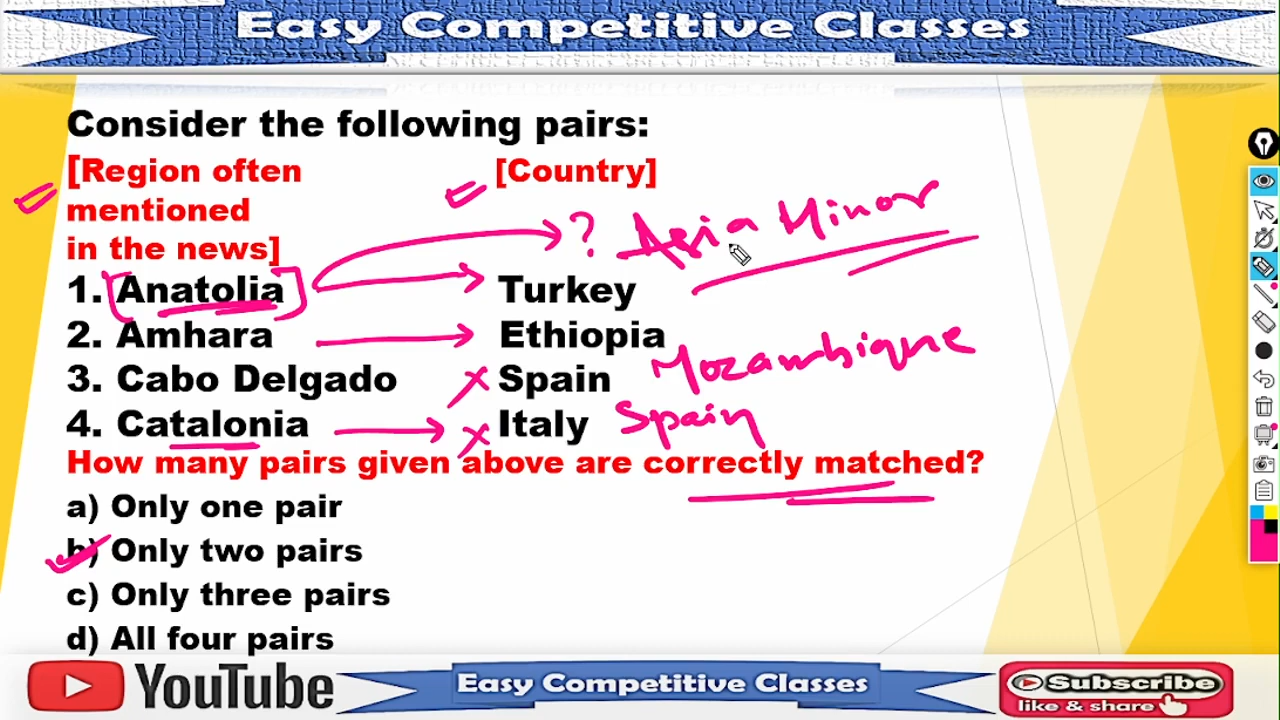 Easy Competitive Classes
Consider the following pairs:
[Region often [Country]
mentioned
in the news]
? Asia Minor
1. [Anatolia] Turkey
2. Amhara Ethiopia
3. Cabo Delgado Spain Mozambique
4. Catalonia Italy Spain
How many pairs given above are correctly matched?
a) Only one pair
b) Only two pairs
c) Only three pairs
d) All four pairs
YouTube Easy Competitive Classes Subscribe
like & share